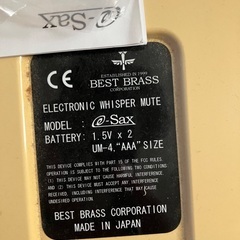 e-Sax
ESTABLISHED IN 1999
CE BEST BRASS
CORPORATION
ELECTRONIC WHISPER MUTE
MODEL : e-Sax
BATTERY: 1.5V × 2
UM-4,"AAA" SIZE
THIS DEVICE COMPLIES WITH PART 15 OF THE FCC RULES
OPERATION IS SUBJECT TO THE FOLLOWING TWO CONDITIONS:
(1) THIS DEVICE MAY NOT CAUSE HARMFUL INTERFERENCE
AND (2) THIS DEVICE MUST ACCEPT ANY INTERFERENCE
RECEIVED, INCLUDING INTERFERENCE THAT MAY CAUSE
UNDESIRED OPERATION
BEST BRASS CORPORATION
MADE IN JAPAN